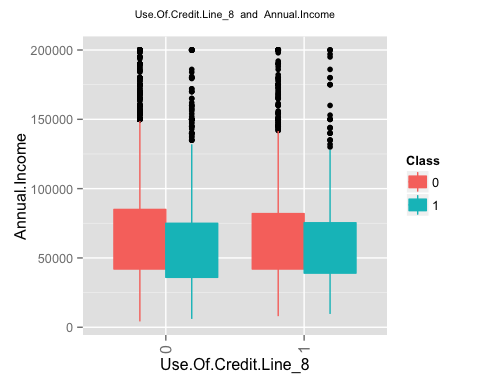 Use.Of.Credit.Line_8 and Annual.Income
200000
150000
100000
50000
0
Annual.Income
0
1
Use.Of.Credit.Line_8
Class
0
1